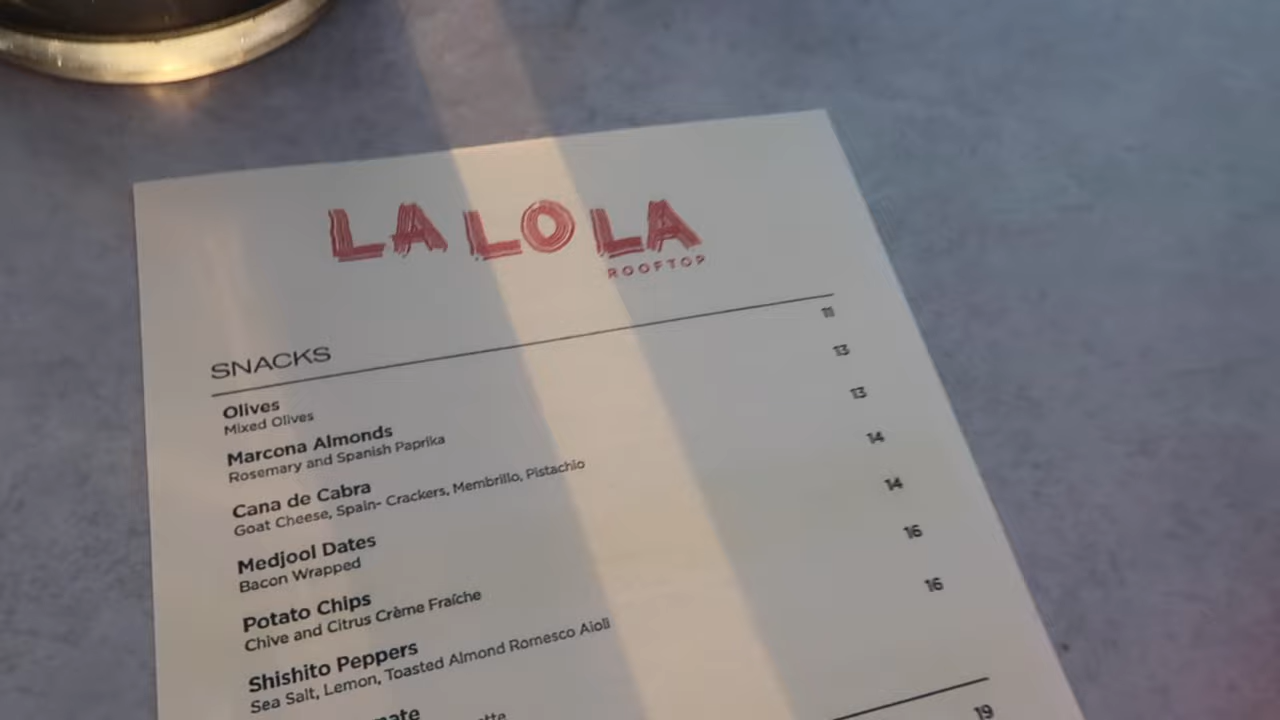 LA LOLA
ROOFTOP
SNACKS
Olives 11
Mixed Olives
Marcona Almonds 13
Rosemary and Spanish Paprika
Cana de Cabra 13
Goat Cheese, Spain- Crackers, Membrillo, Pistachio
Medjool Dates 14
Bacon Wrapped
Potato Chips 14
Chive and Citrus Crème Fraîche
Shishito Peppers 16
Sea Salt, Lemon, Toasted Almond Romesco Aioli
16
19